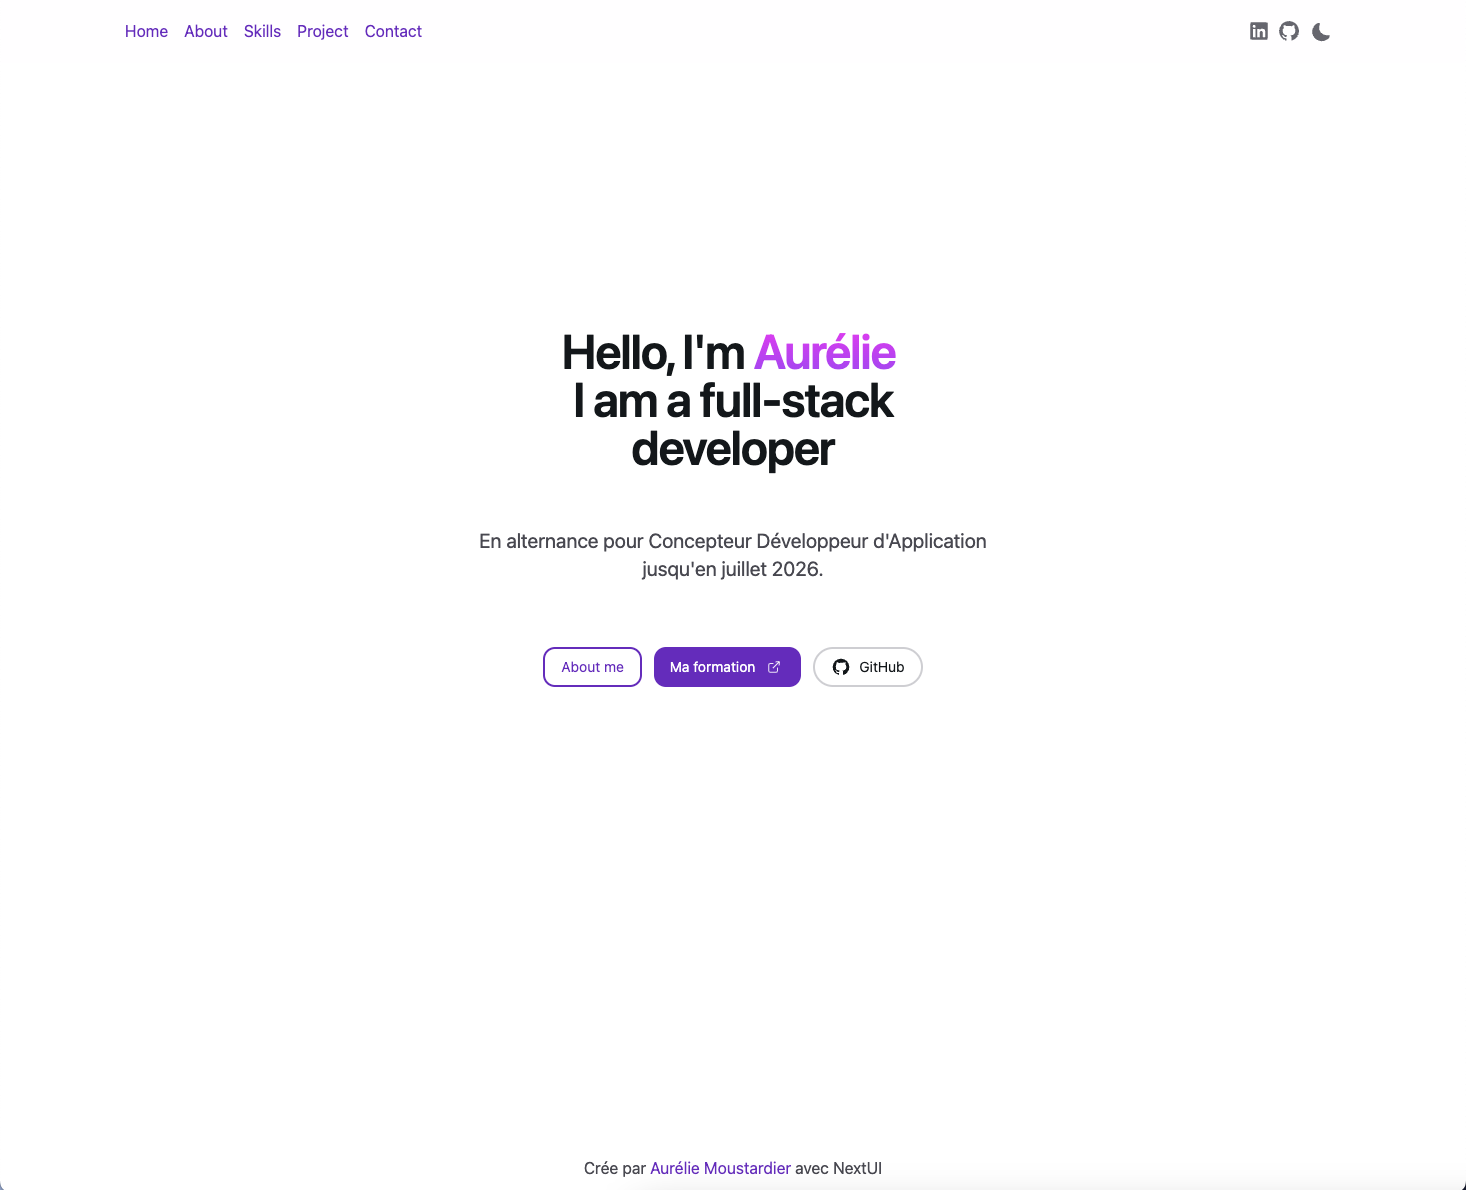 Home About Skills Project Contact
Hello, I'm Aurélie
I am a full-stack
developer
En alternance pour Concepteur Développeur d'Application
jusqu'en juillet 2026.
About me Ma formation GitHub
Crée par Aurélie Moustardier avec NextUI